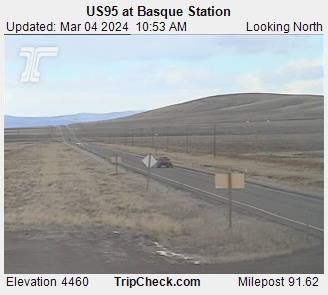 US95 at Basque Station
Updated: Mar 04 2024 10:53 AM Looking North
Elevation 4460 TripCheck.com Milepost 91.62